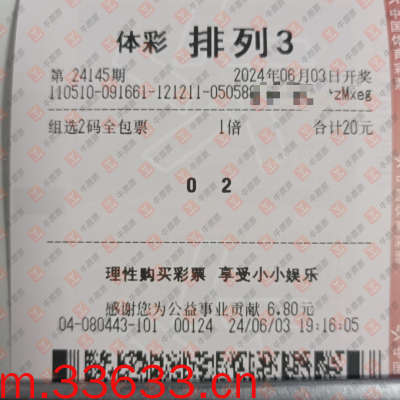 体彩 排列3
第 24145期 2024年06月03日开奖
110510-091661-121211-05058 zMxeg
组选2码全包票 1倍 合计20元
0 2
理性购买彩票 享受小小娱乐
感谢您为公益事业贡献 6.80元
04-080443-101 00124 24/06/03 19:16:05
m.33633.cn